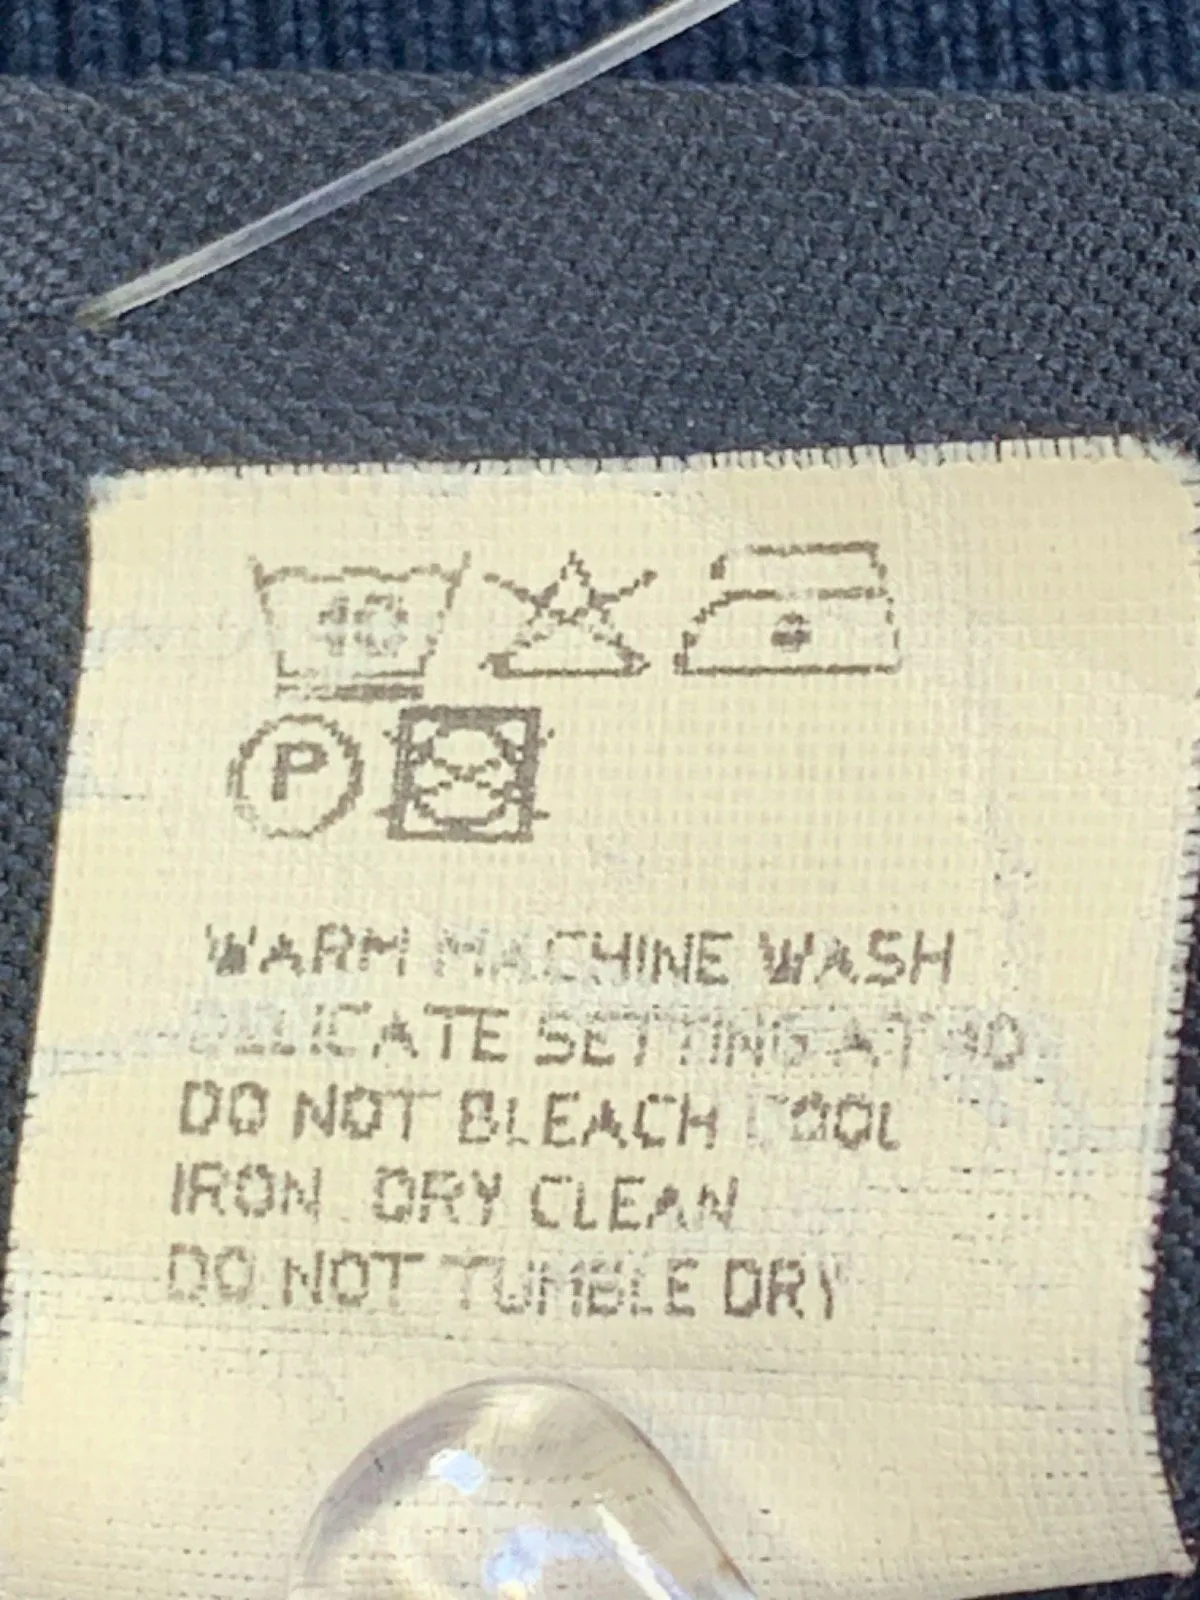 40
P
WARM MACHINE WASH
DELICATE SETTING AT 40
DO NOT BLEACH COOL
IRON DRY CLEAN
DO NOT TUMBLE DRY